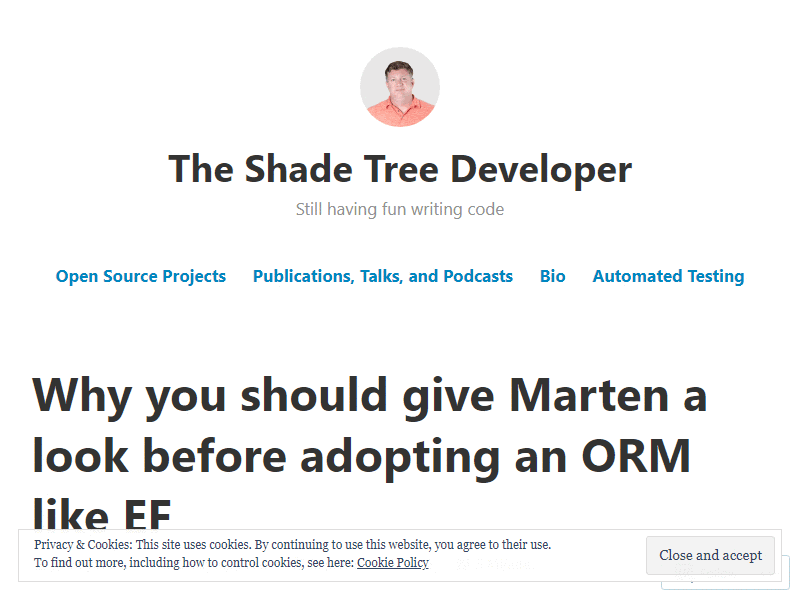 The Shade Tree Developer
Still having fun writing code
Open Source Projects Publications, Talks, and Podcasts Bio Automated Testing
Why you should give Marten a
look before adopting an ORM
like EF
Privacy & Cookies: This site uses cookies. By continuing to use this website, you agree to their use.
To find out more, including how to control cookies, see here: Cookie Policy
Close and accept